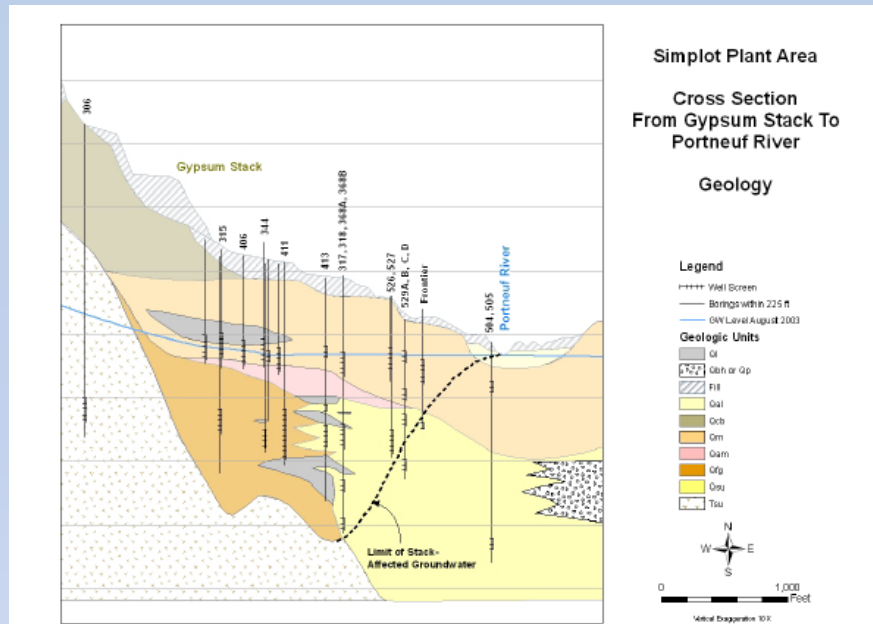 Simplot Plant Area
Cross Section
From Gypsum Stack To
Portneuf River
Geology
306
Gypsum Stack
315
406
344
411
413
317, 318, 368A, 368B
526, 527
529A, B, C, D
Frontier
504, 505
Portneuf River
Limit of Stack-
Affected Groundwater
Legend
Well Screen
Borings within 225 ft
GW Level August 2003
Geologic Units
Ql
Qbh or Qp
Fill
Qal
Qcb
Qm
Qam
Qfg
Qsu
Tsu
N
W E
S
0 1,000
Feet
Vertical Exaggeration 10 X